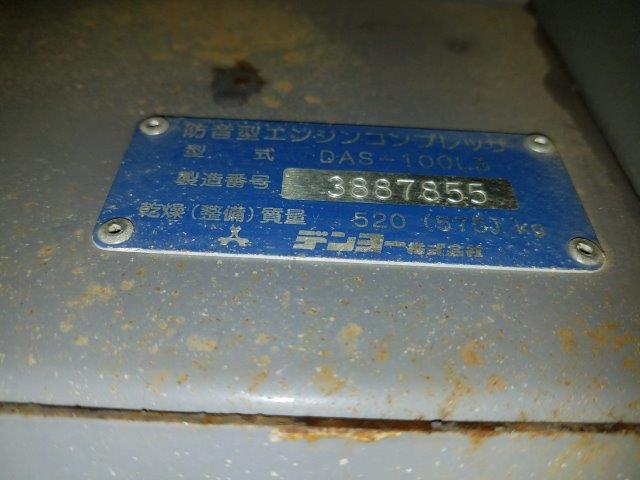 防音型エンジンコンプレッサ
型 式 DAS-100LB
製造番号 3887855
乾燥(整備)質量 520 (575) kg
デンヨー株式会社